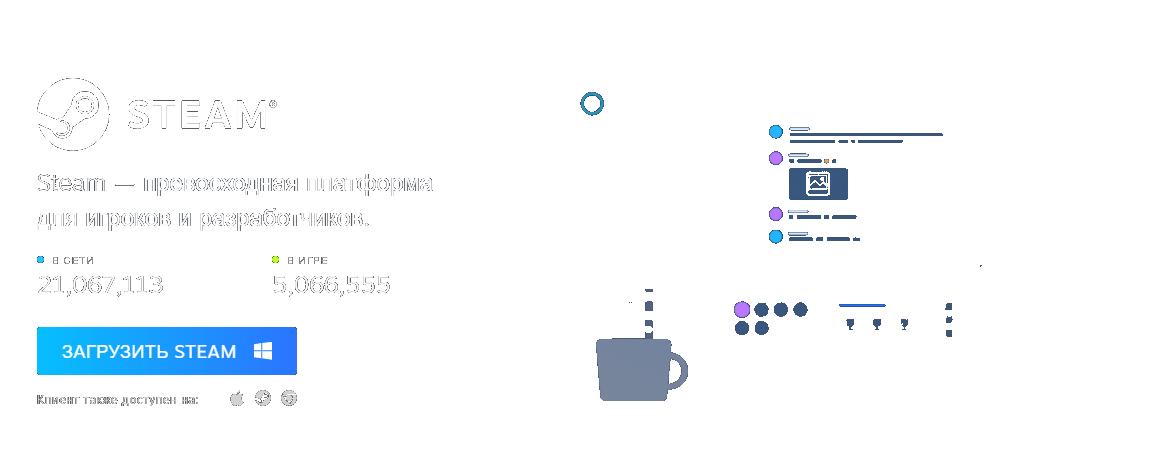 STEAM®
Steam — превосходная платформа
для игроков и разработчиков.
В СЕТИ
В ИГРЕ
21,067,113
5,066,555
ЗАГРУЗИТЬ STEAM
Клиент также доступен на: